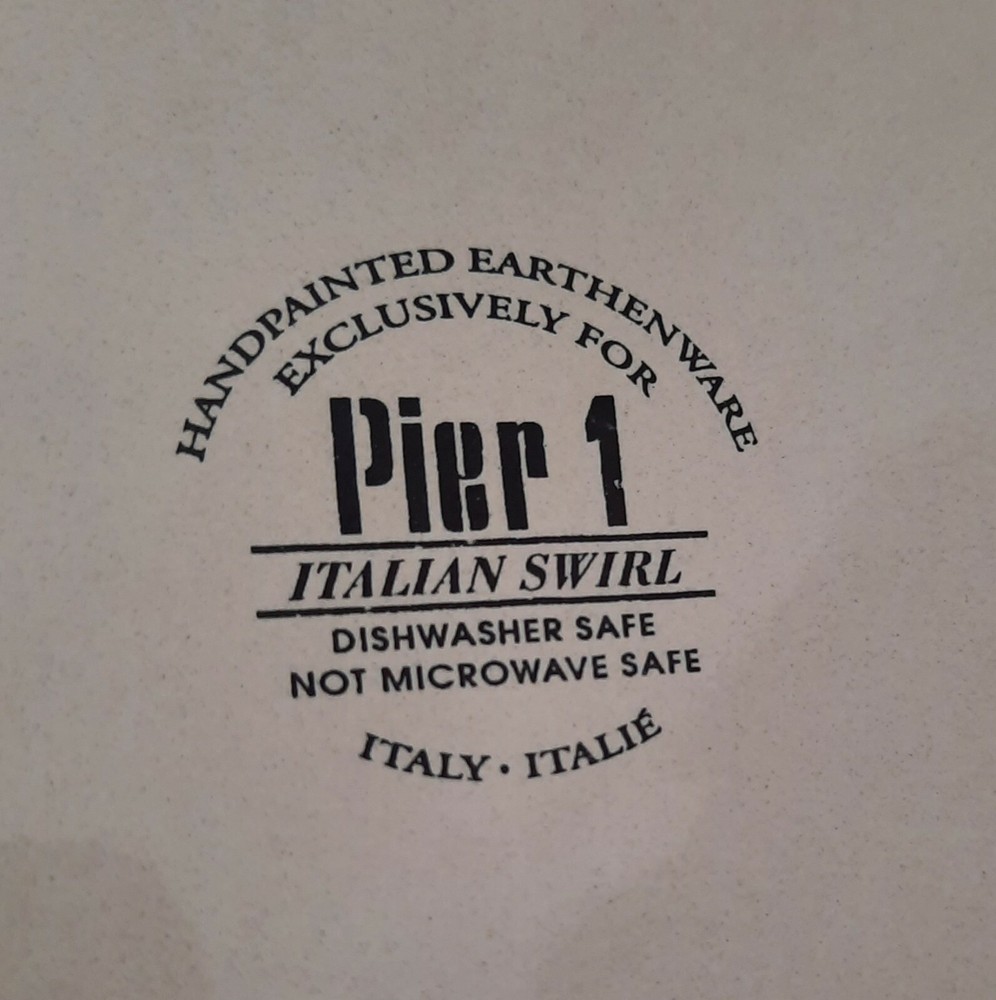 HANDPAINTED EARTHENWARE
EXCLUSIVELY FOR
Pier 1
ITALIAN SWIRL
DISHWASHER SAFE
NOT MICROWAVE SAFE
ITALY · ITALIÉ